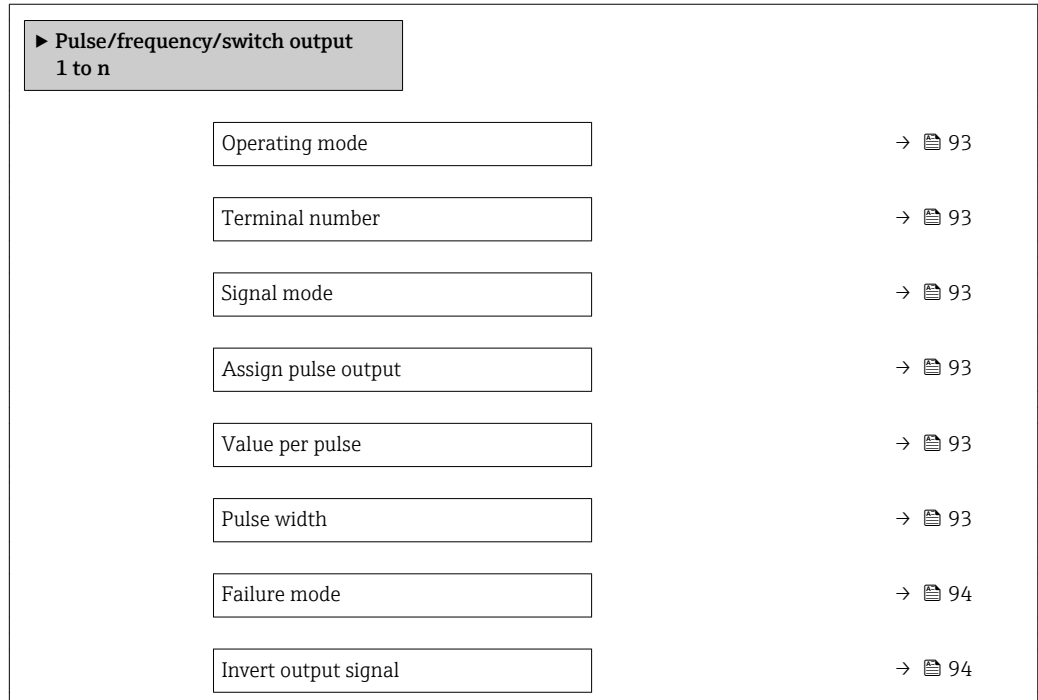 ► Pulse/frequency/switch output
1 to n
Operating mode → 93
Terminal number → 93
Signal mode → 93
Assign pulse output → 93
Value per pulse → 93
Pulse width → 93
Failure mode → 94
Invert output signal → 94